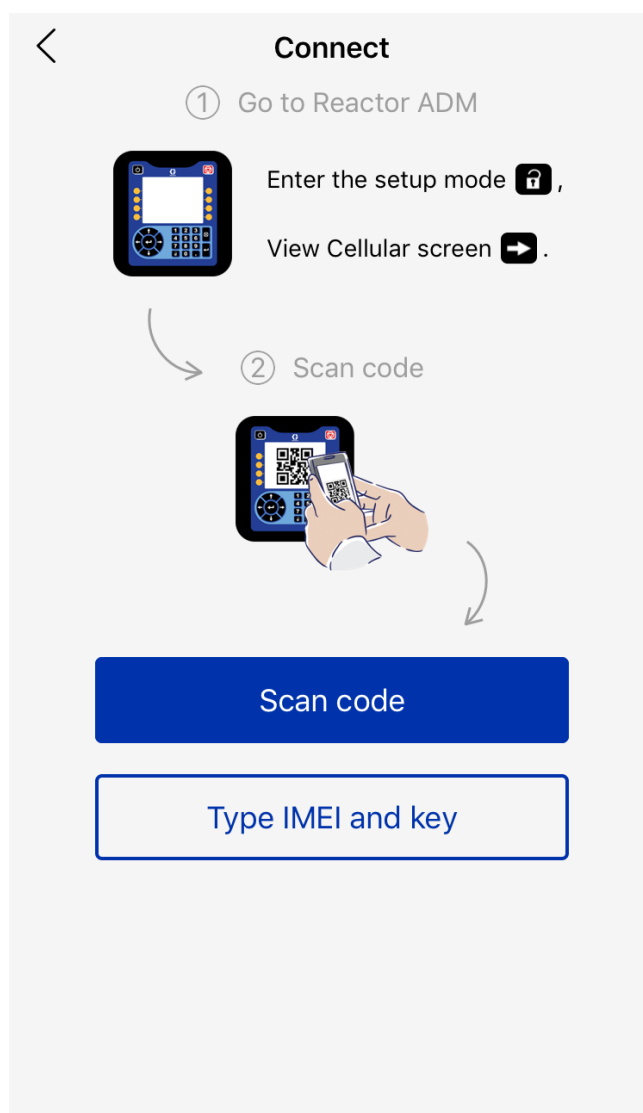 Connect
1 Go to Reactor ADM
Enter the setup mode ,
View Cellular screen .
2 Scan code
Scan code
Type IMEI and key